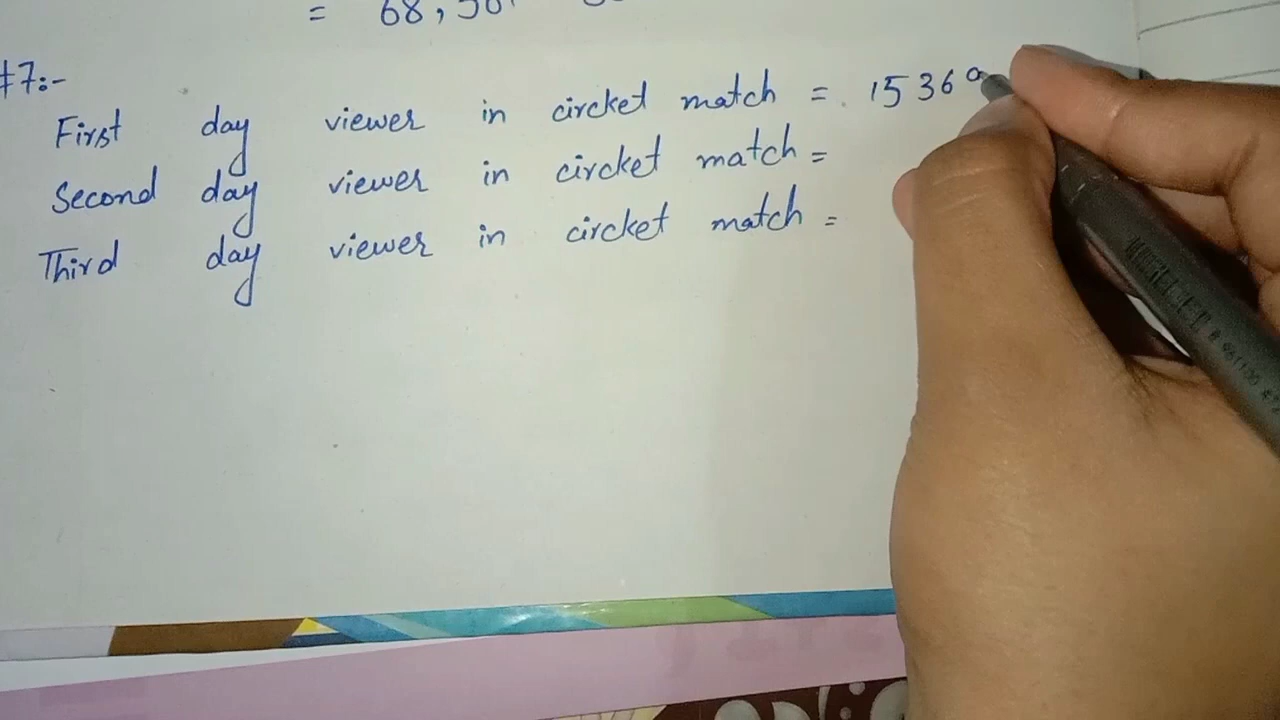 = 68,
#7:-
First day viewer in circket match = 1536
Second day viewer in circket match =
Third day viewer in circket match =